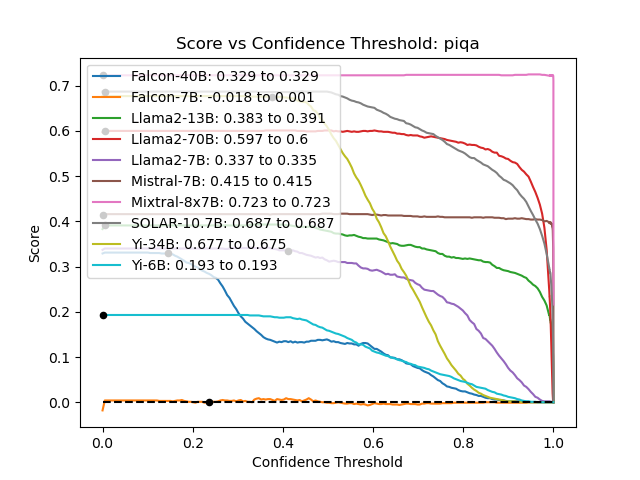 Score vs Confidence Threshold: piqa
Falcon-40B: 0.329 to 0.329
Falcon-7B: -0.018 to 0.001
Llama2-13B: 0.383 to 0.391
Llama2-70B: 0.597 to 0.6
Llama2-7B: 0.337 to 0.335
Mistral-7B: 0.415 to 0.415
Mixtral-8x7B: 0.723 to 0.723
SOLAR-10.7B: 0.687 to 0.687
Yi-34B: 0.677 to 0.675
Yi-6B: 0.193 to 0.193
Score
0.7
0.6
0.5
0.4
0.3
0.2
0.1
0.0
0.0 0.2 0.4 0.6 0.8 1.0
Confidence Threshold